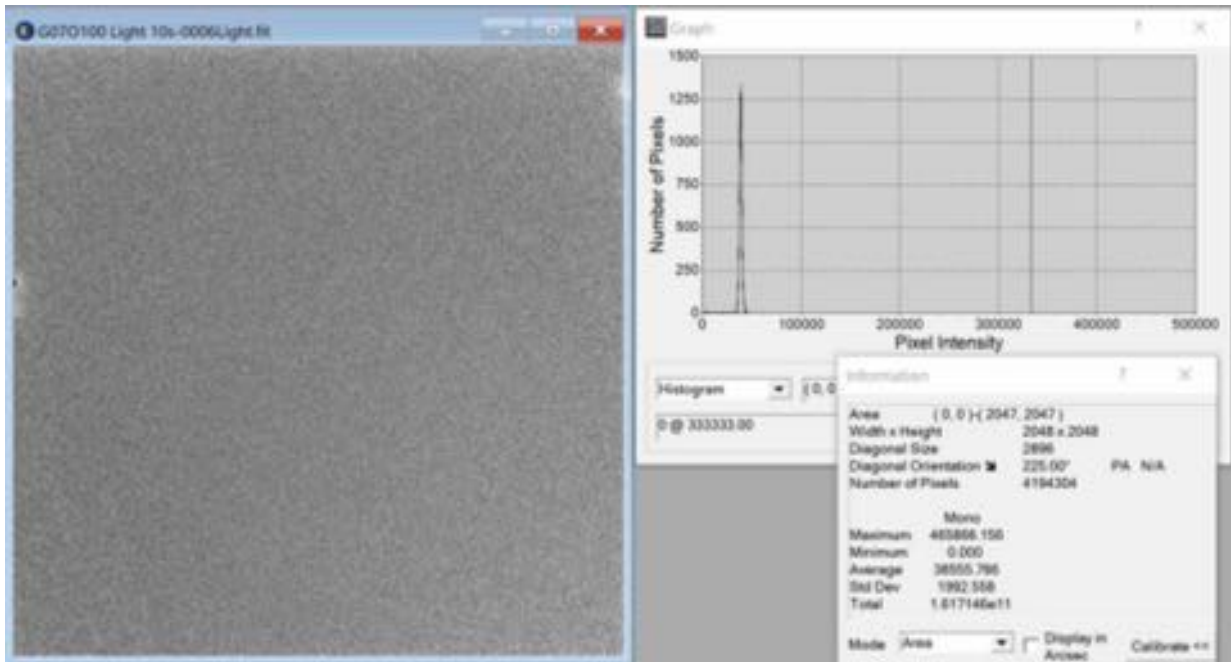 G07O100 Light 10s-0006Light.fit
Graph
? ×
1500
1250
750
500
250
0
Number of Pixels
0 100000 200000 300000 400000 500000
Pixel Intensity
Histogram
( 0, 0
0 @ 333333.00
Information
? ×
Area ( 0, 0 )-( 2047, 2047 )
Width x Height 2048 x 2048
Diagonal Size 2896
Diagonal Orientation 225.00° PA N/A
Number of Pixels 4194304
Mono
Maximum 465866.156
Minimum 0.000
Average 38555.786
Std Dev 1992.558
Total 1.617146e11
Mode Area Display in Arcsec
Calibrate <<